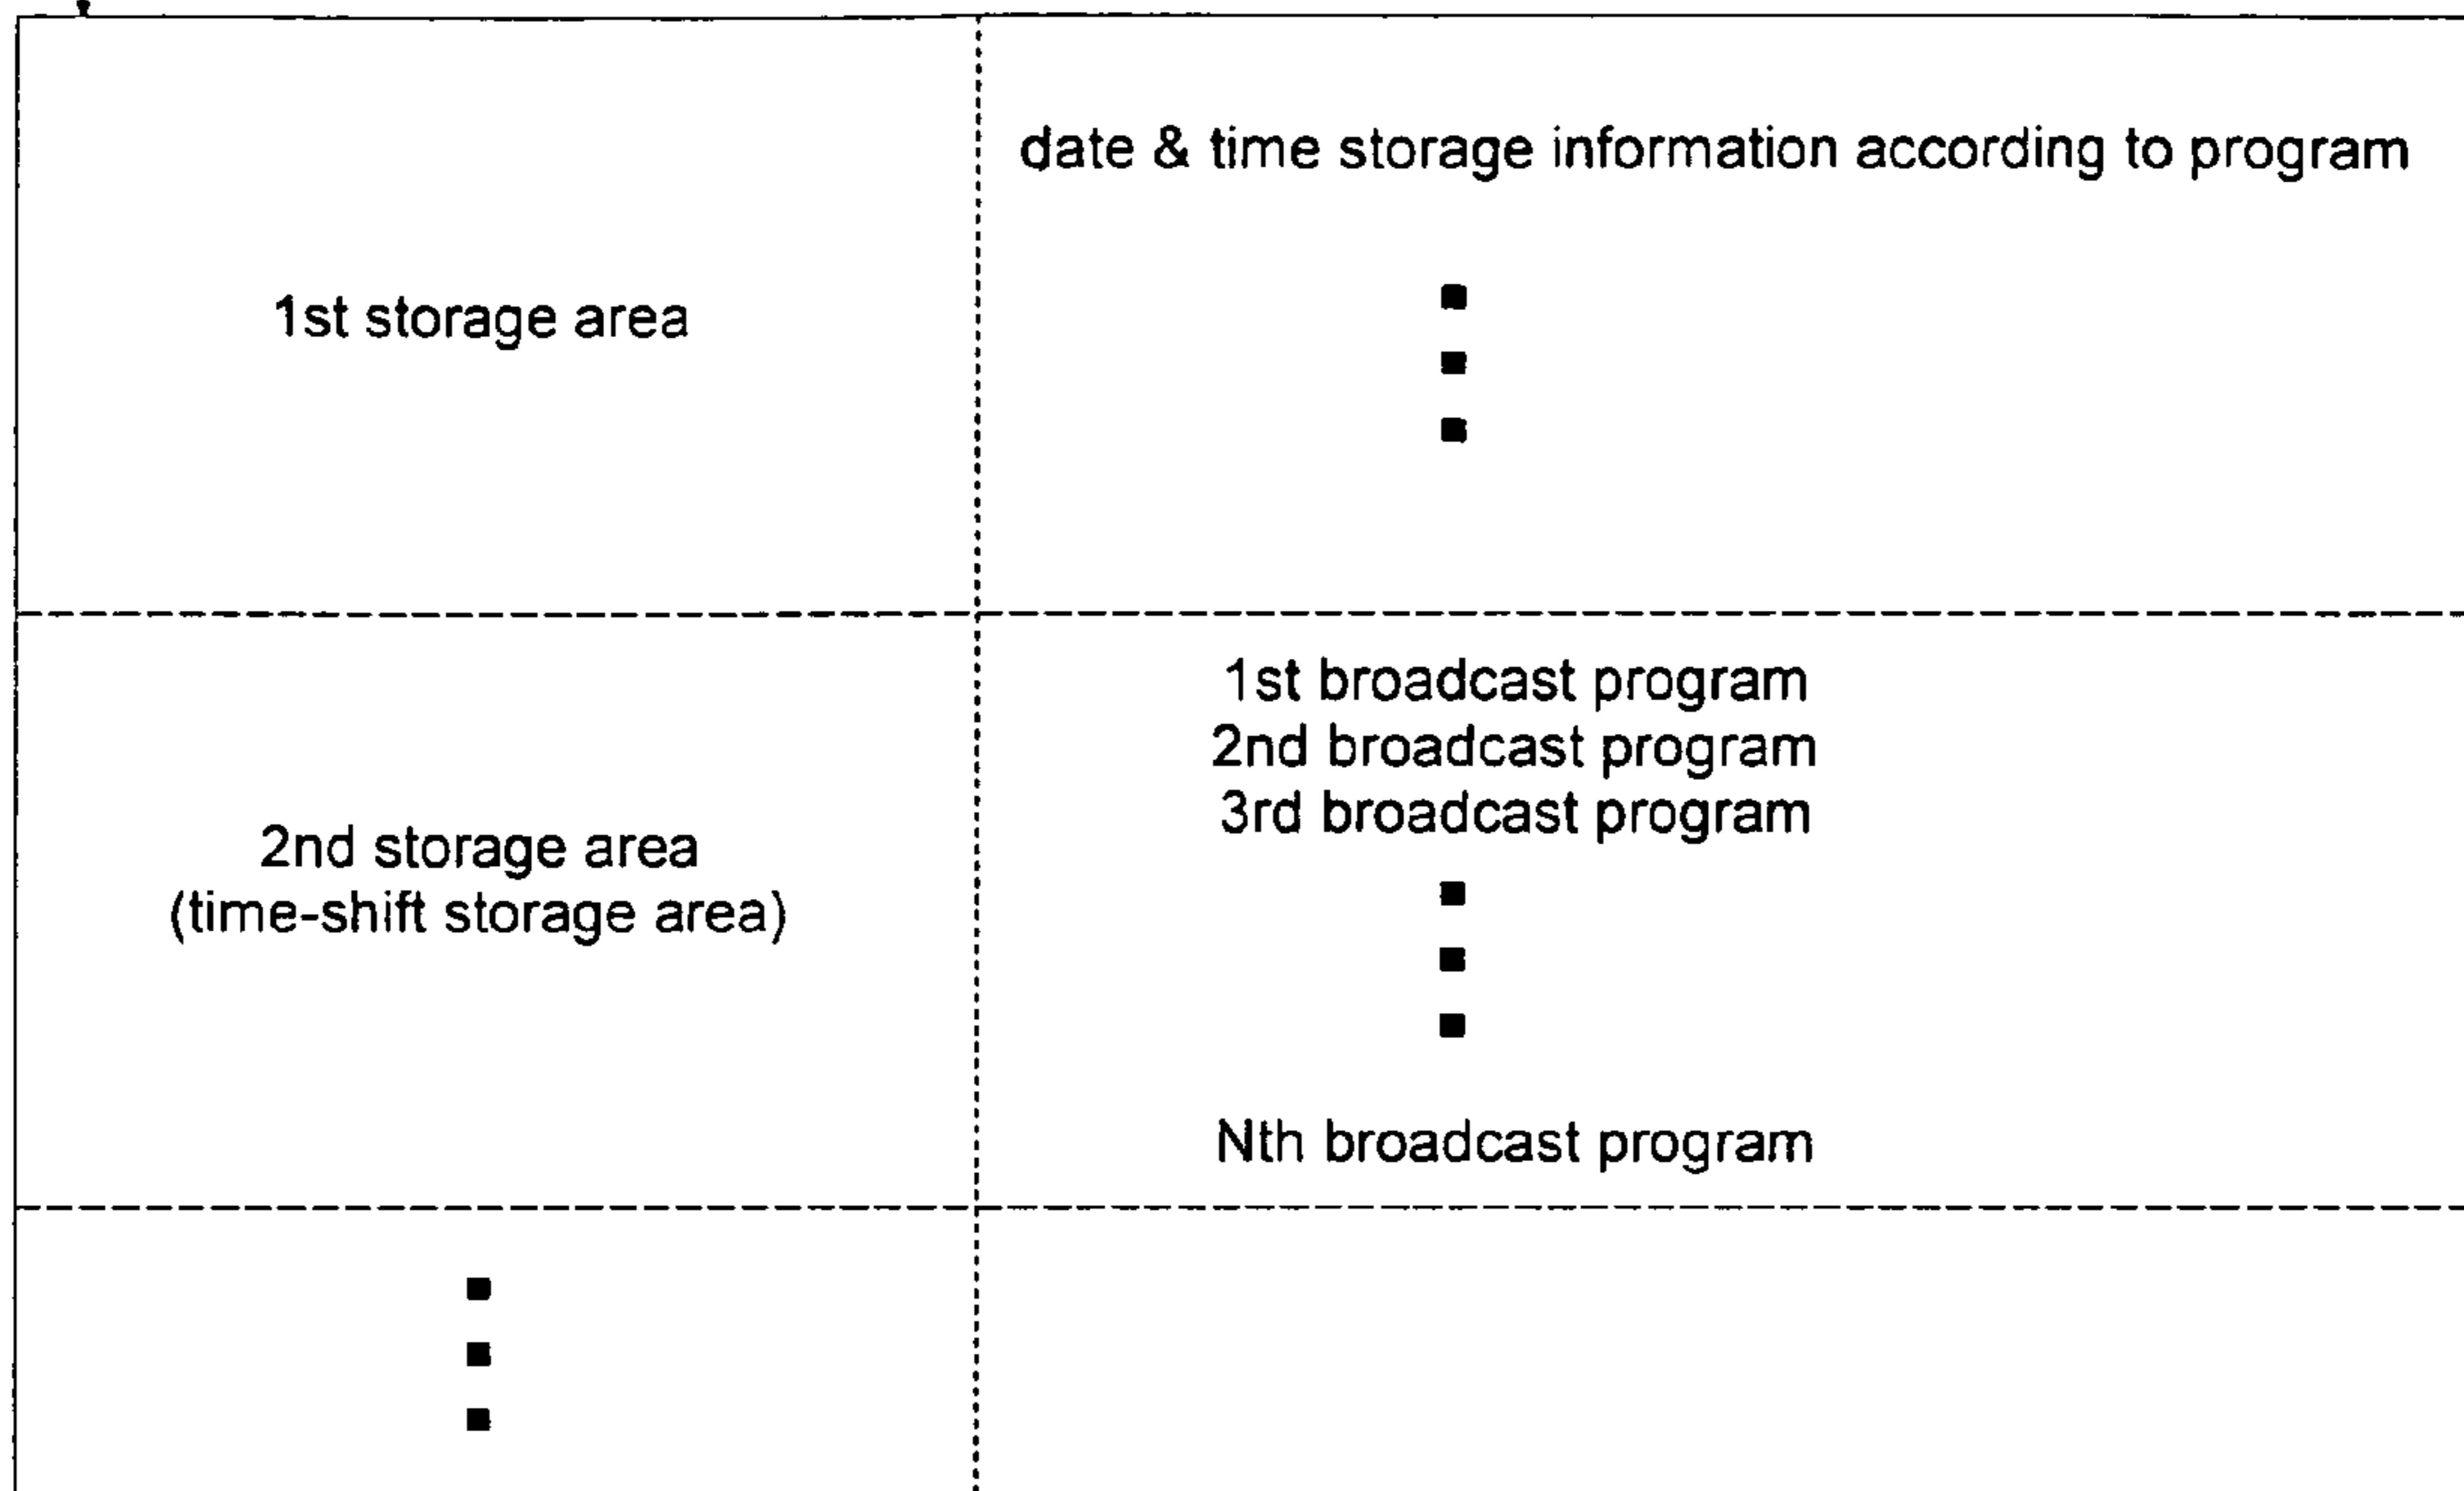 date & time storage information according to program
1st storage area
1st broadcast program
2nd broadcast program
3rd broadcast program
2nd storage area
(time-shift storage area)
Nth broadcast program